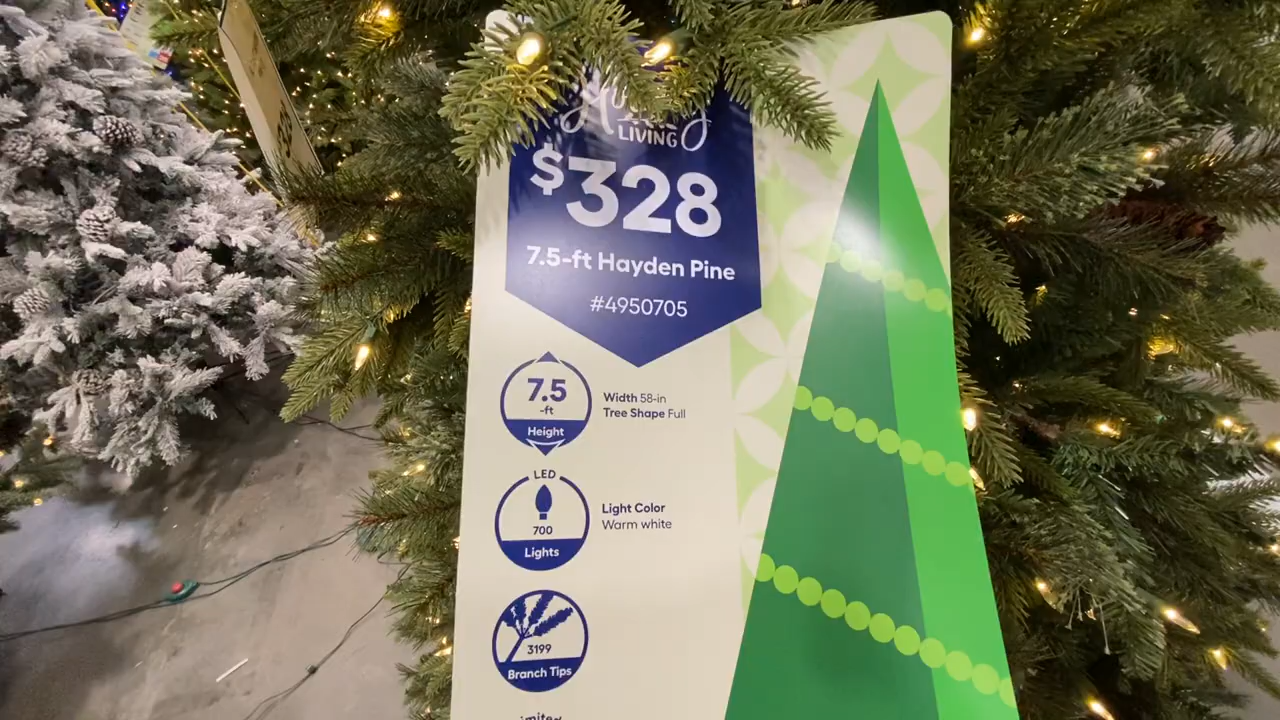 LIVING
$328
7.5-ft Hayden Pine
#4950705
7.5
-ft
Height
Width 58-in
Tree Shape Full
LED
700
Lights
Light Color
Warm white
3199
Branch Tips